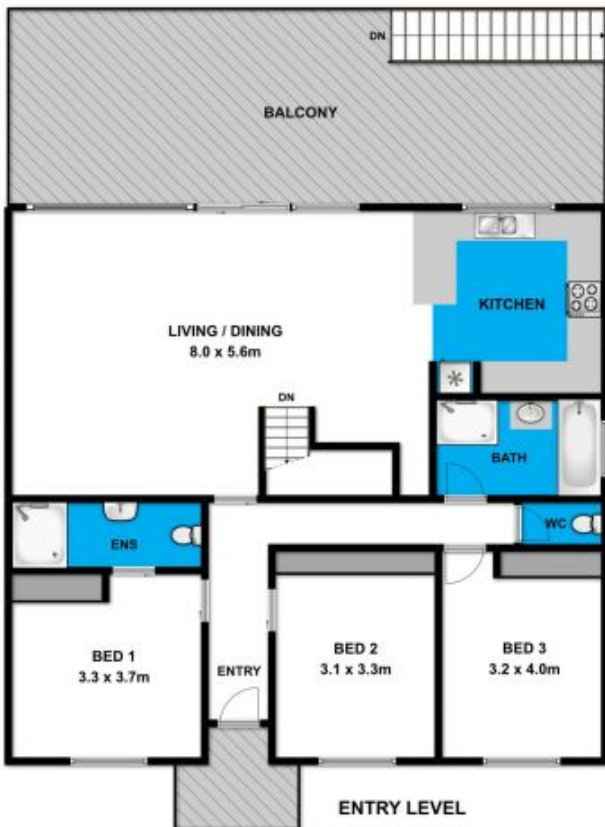 DN
BALCONY
KITCHEN
LIVING / DINING
8.0 x 5.6m
*
DN
BATH
WC
ENS
BED 1
3.3 x 3.7m
ENTRY
BED 2
3.1 x 3.3m
BED 3
3.2 x 4.0m
ENTRY LEVEL